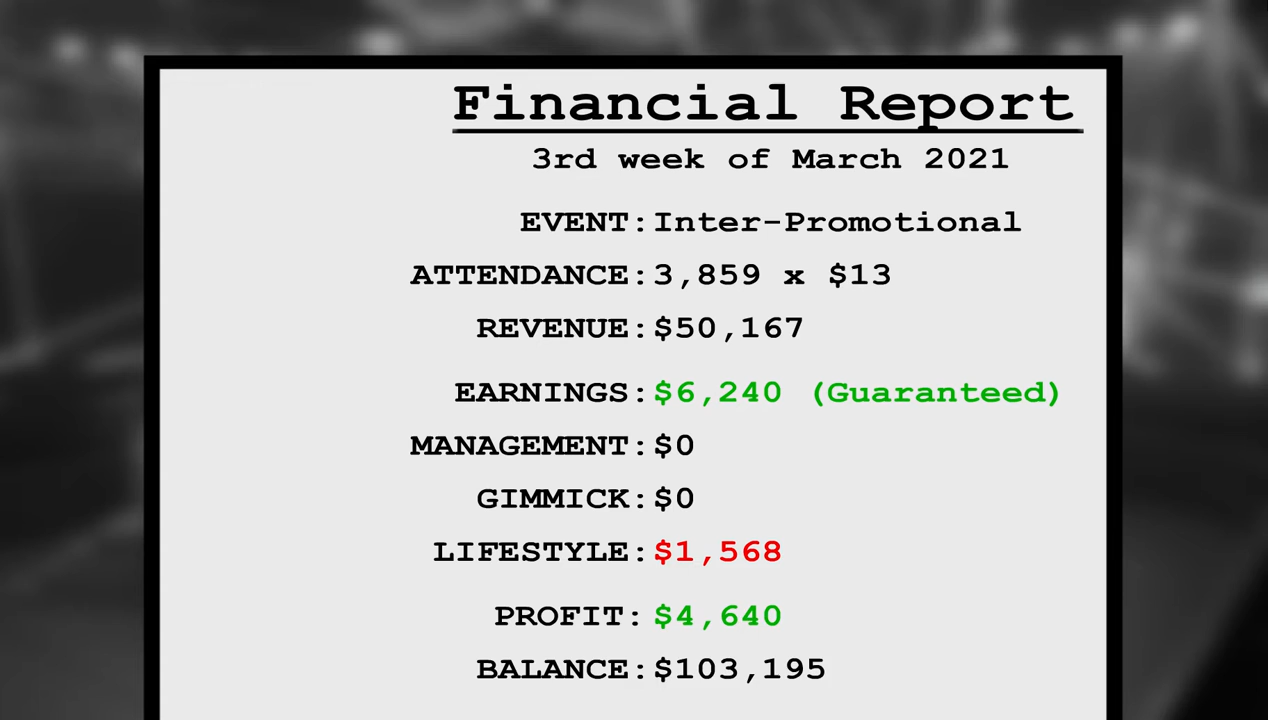 Financial Report
3rd week of March 2021
EVENT: Inter-Promotional
ATTENDANCE: 3,859 x $13
REVENUE: $50,167
EARNINGS: $6,240 (Guaranteed)
MANAGEMENT: $0
GIMMICK: $0
LIFESTYLE: $1,568
PROFIT: $4,640
BALANCE: $103,195